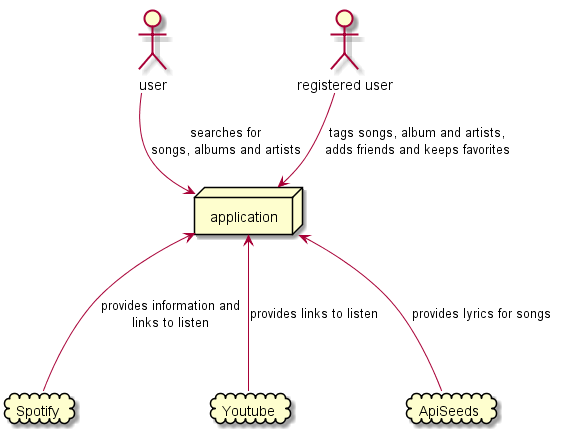 user
registered user
searches for
songs, albums and artists
tags songs, album and artists,
adds friends and keeps favorites
application
provides information and
links to listen
provides links to listen
provides lyrics for songs
Spotify
Youtube
ApiSeeds